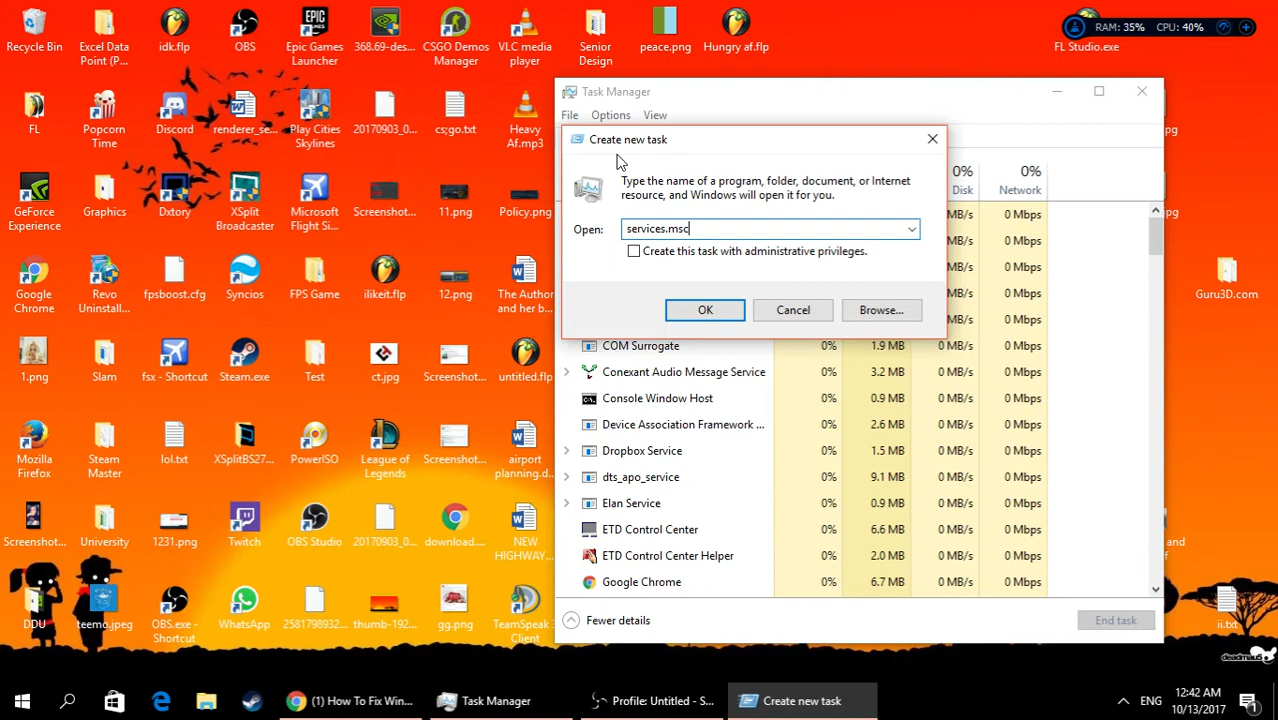 Recycle Bin
Excel Data Point (P...
idk.flp
OBS
Epic Games Launcher
368.69-des...
CSGO Demos Manager
VLC media player
Senior Design
peace.png
Hungry af.flp
RAM: 35% CPU: 40%
FL Studio.exe
FL
Popcorn Time
Discord
renderer_se...
Play Cities Skylines
20170903_0...
cs;go.txt
Heavy Af.mp3
GeForce Experience
Graphics
Dxtory
XSplit Broadcaster
Microsoft Flight Si...
Screenshot...
11.png
Policy.png
Google Chrome
Revo Uninstall...
fpsboost.cfg
Syncios
FPS Game
ilikeit.flp
12.png
The Author and her b...
Guru3D.com
1.png
Slam
fsx - Shortcut
Steam.exe
Test
ct.jpg
Screenshot...
untitled.flp
Mozilla Firefox
Steam Master
lol.txt
XSplitBS27...
PowerISO
League of Legends
Screenshot...
airport planning.d...
Screenshot...
University
1231.png
Twitch
OBS Studio
20170903_0...
download....
NEW HIGHWAY...
DDU
teemo.jpeg
OBS.exe - Shortcut
WhatsApp
2581798932...
thumb-192...
gg.png
TeamSpeak 3 Client
ii.txt
Task Manager
File Options View
Create new task
Type the name of a program, folder, document, or Internet
resource, and Windows will open it for you.
Open: services.msc
Create this task with administrative privileges.
OK Cancel Browse...
0% 0%
Disk Network
MB/s 0 Mbps
MB/s 0 Mbps
MB/s 0 Mbps
MB/s 0 Mbps
MB/s 0 Mbps
COM Surrogate 0% 1.9 MB 0 MB/s 0 Mbps
Conexant Audio Message Service 0% 3.2 MB 0 MB/s 0 Mbps
Console Window Host 0% 0.9 MB 0 MB/s 0 Mbps
Device Association Framework ... 0% 2.6 MB 0 MB/s 0 Mbps
Dropbox Service 0% 1.5 MB 0 MB/s 0 Mbps
dts_apo_service 0% 9.1 MB 0 MB/s 0 Mbps
Elan Service 0% 0.9 MB 0 MB/s 0 Mbps
ETD Control Center 0% 6.6 MB 0 MB/s 0 Mbps
ETD Control Center Helper 0% 2.0 MB 0 MB/s 0 Mbps
Google Chrome 0% 6.7 MB 0 MB/s 0 Mbps
Fewer details
End task
(1) How To Fix Win...
Task Manager
Profile: Untitled - S...
Create new task
ENG
12:42 AM
10/13/2017